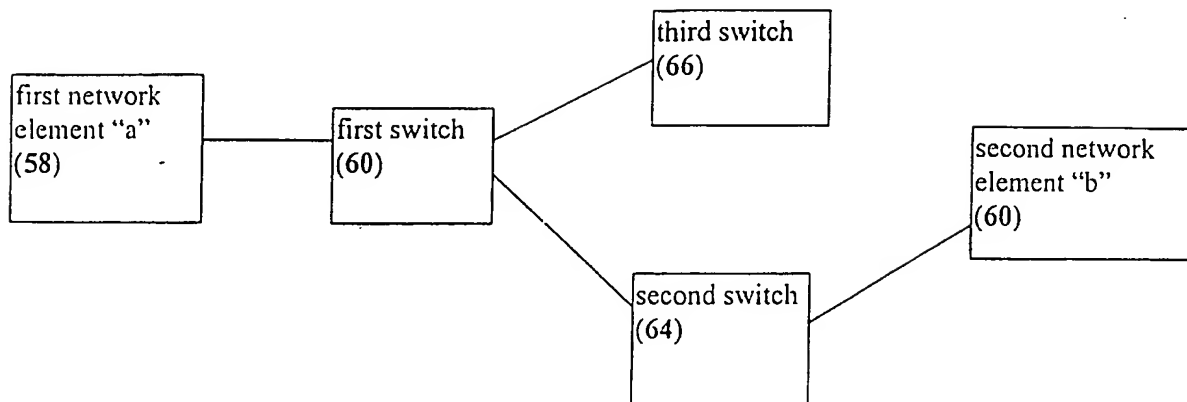 first network
element “a”
(58)
first switch
(60)
third switch
(66)
second network
element “b”
(60)
second switch
(64)